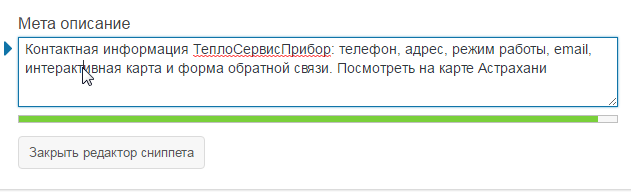 Мета описание
Контактная информация ТеплоСервисПрибор: телефон, адрес, режим работы, email,
интерактивная карта и форма обратной связи. Посмотреть на карте Астрахани
Закрыть редактор сниппета